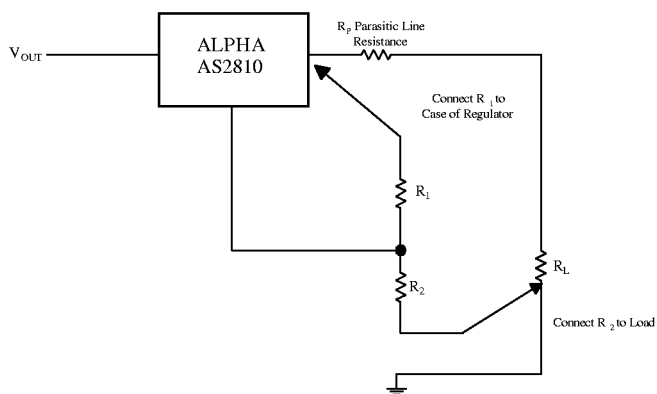 V_OUT
ALPHA
AS2810
R_P Parasitic Line
Resistance
Connect R_1 to
Case of Regulator
R_1
R_2
R_L
Connect R_2 to Load